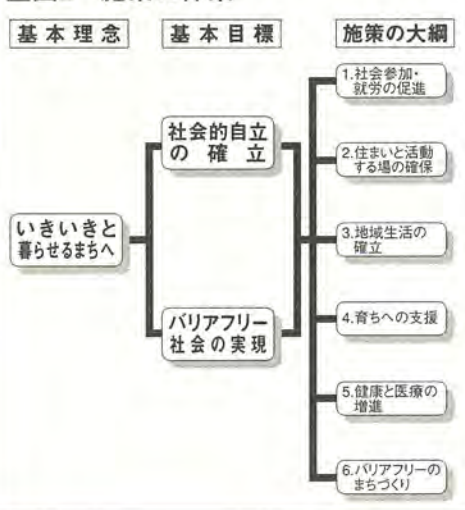 基本理念
基本目標
施策の大綱
いきいきと
暮らせるまちへ
社会的自立
の確立
バリアフリー
社会の実現
1.社会参加・
就労の促進
2.住まいと活動
する場の確保
3.地域生活の
確立
4.育ちへの支援
5.健康と医療の
増進
6.バリアフリーの
まちづくり